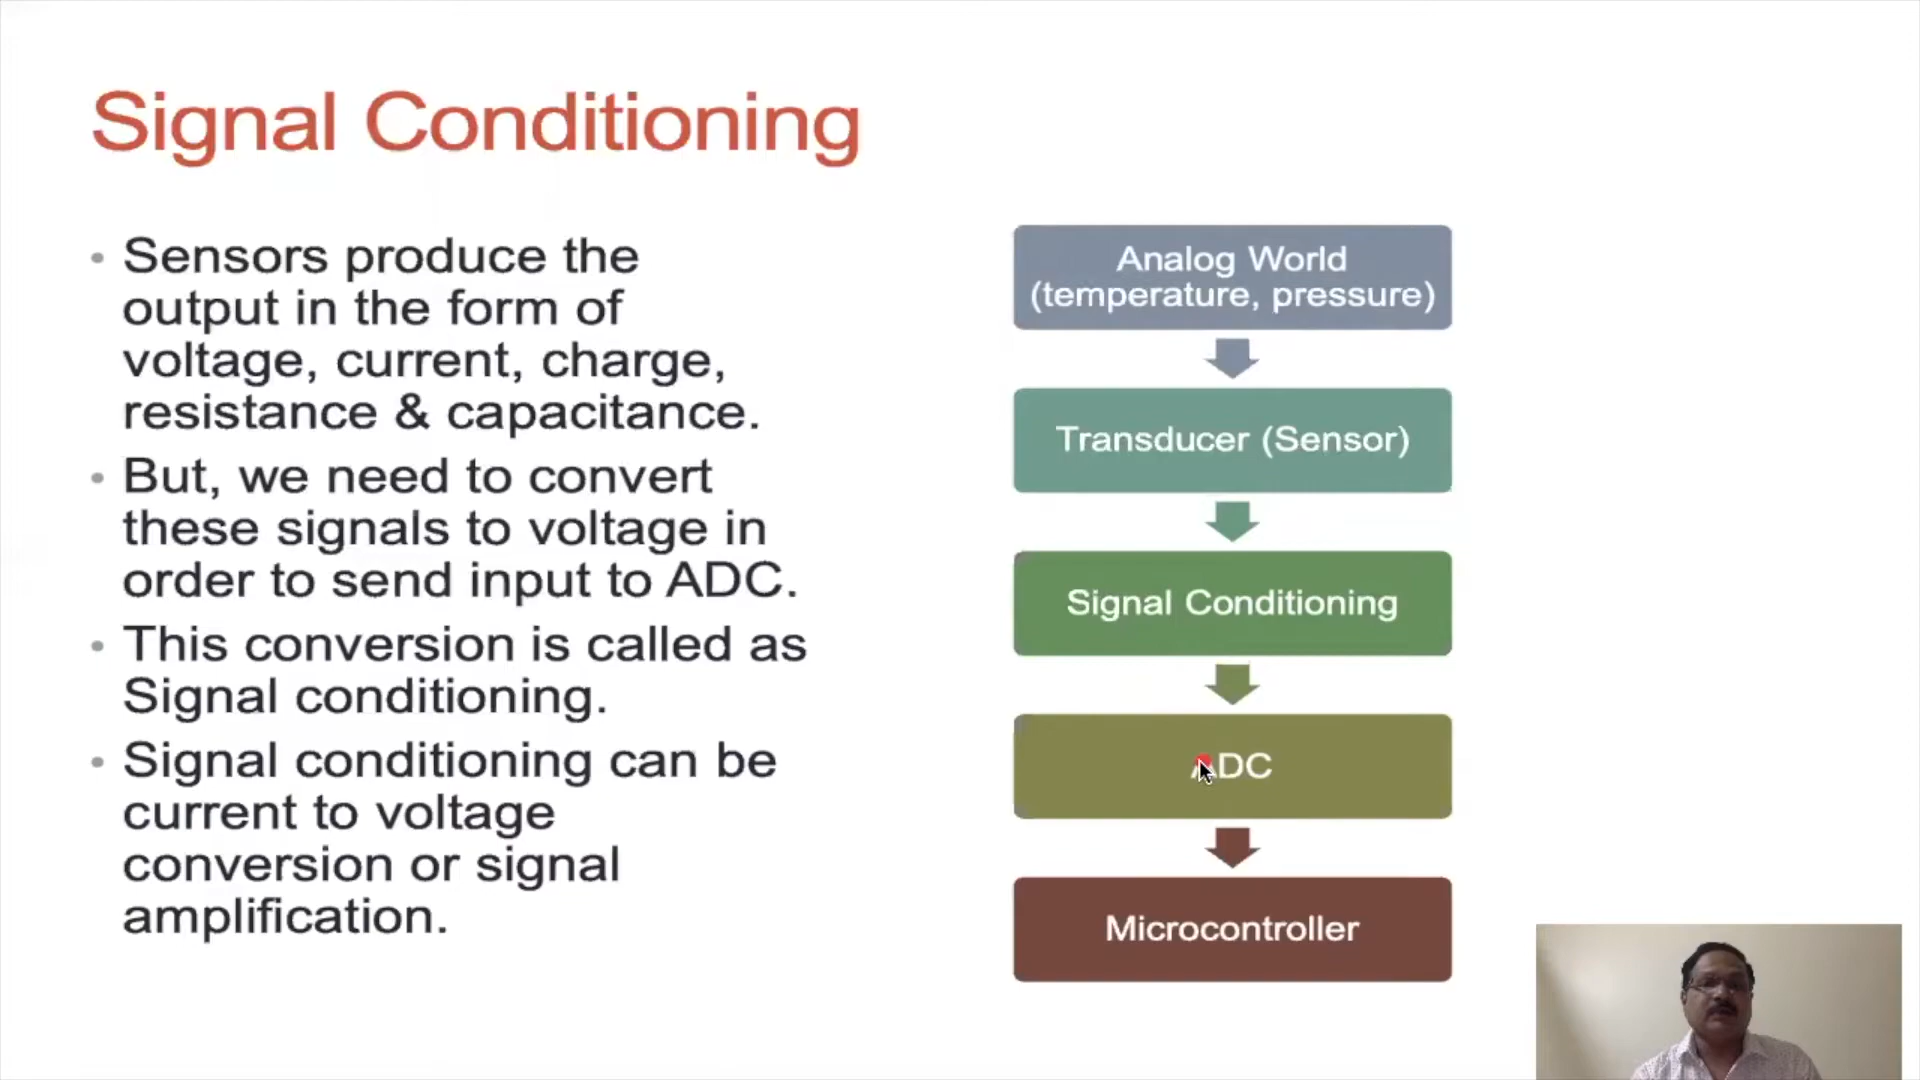 Signal Conditioning
• Sensors produce the
output in the form of
voltage, current, charge,
resistance & capacitance.
• But, we need to convert
these signals to voltage in
order to send input to ADC.
• This conversion is called as
Signal conditioning.
• Signal conditioning can be
current to voltage
conversion or signal
amplification.
Analog World
(temperature, pressure)
Transducer (Sensor)
Signal Conditioning
ADC
Microcontroller